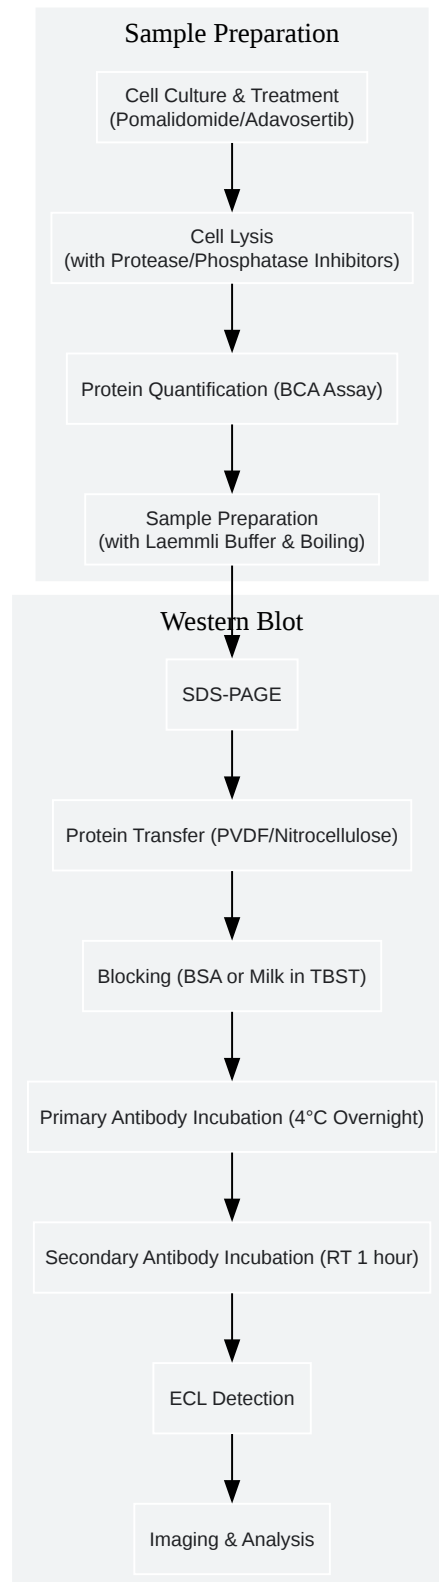 Sample Preparation
Cell Culture & Treatment
(Pomalidomide/Adavosertib)
Cell Lysis
(with Protease/Phosphatase Inhibitors)
Protein Quantification (BCA Assay)
Sample Preparation
(with Laemmli Buffer & Boiling)
Western Blot
SDS-PAGE
Protein Transfer (PVDF/Nitrocellulose)
Blocking (BSA or Milk in TBST)
Primary Antibody Incubation (4°C Overnight)
Secondary Antibody Incubation (RT 1 hour)
ECL Detection
Imaging & Analysis